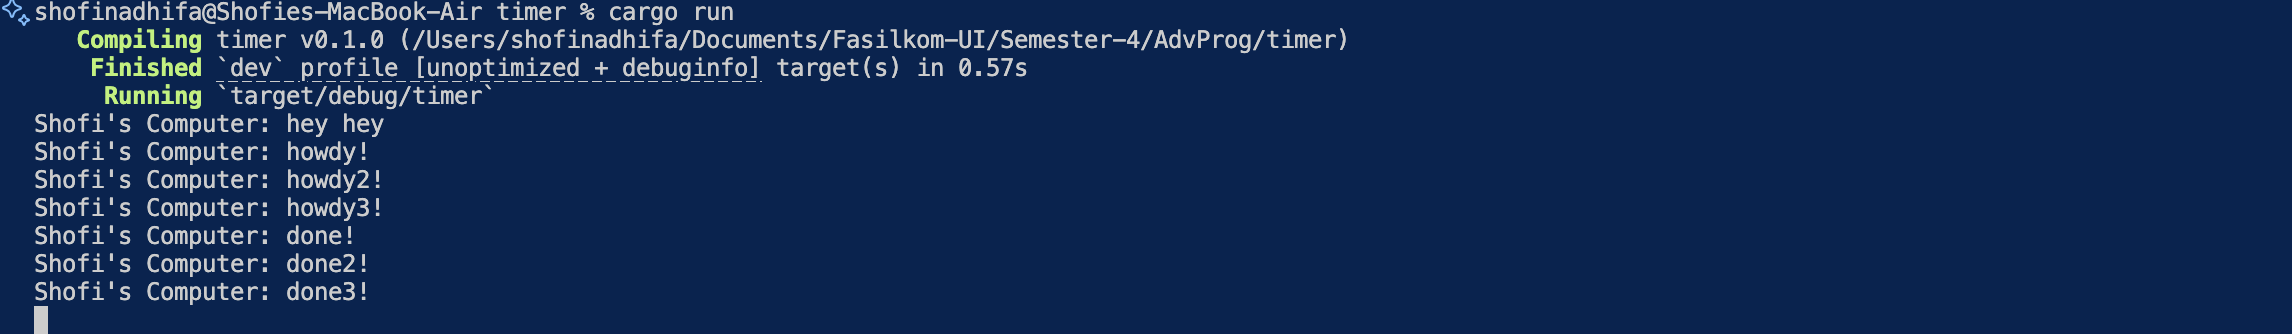 shofinadhifa@Shofies-MacBook-Air timer % cargo run
Compiling timer v0.1.0 (/Users/shofinadhifa/Documents/Fasilkom-UI/Semester-4/AdvProg/timer)
Finished `dev` profile [unoptimized + debuginfo] target(s) in 0.57s
Running `target/debug/timer`
Shofi's Computer: hey hey
Shofi's Computer: howdy!
Shofi's Computer: howdy2!
Shofi's Computer: howdy3!
Shofi's Computer: done!
Shofi's Computer: done2!
Shofi's Computer: done3!